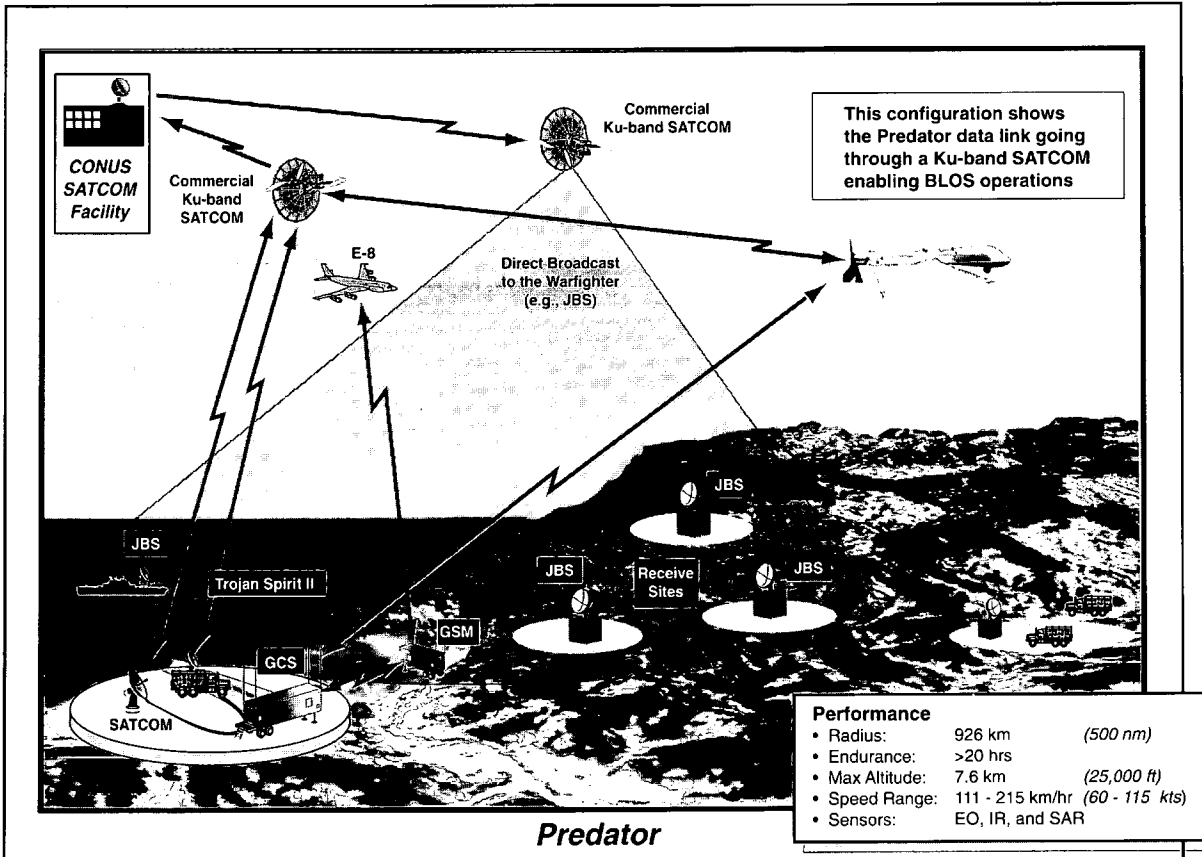 CONUS
SATCOM
Facility
Commercial
Ku-band
SATCOM
Commercial
Ku-band SATCOM
This configuration shows
the Predator data link going
through a Ku-band SATCOM
enabling BLOS operations
E-8
Direct Broadcast
to the Warfighter
(e.g., JBS)
JBS
JBS
Trojan Spirit II
JBS
Receive
Sites
JBS
GSM
GCS
SATCOM
Performance
• Radius: 926 km (500 nm)
• Endurance: >20 hrs
• Max Altitude: 7.6 km (25,000 ft)
• Speed Range: 111 - 215 km/hr (60 - 115 kts)
• Sensors: EO, IR, and SAR
Predator